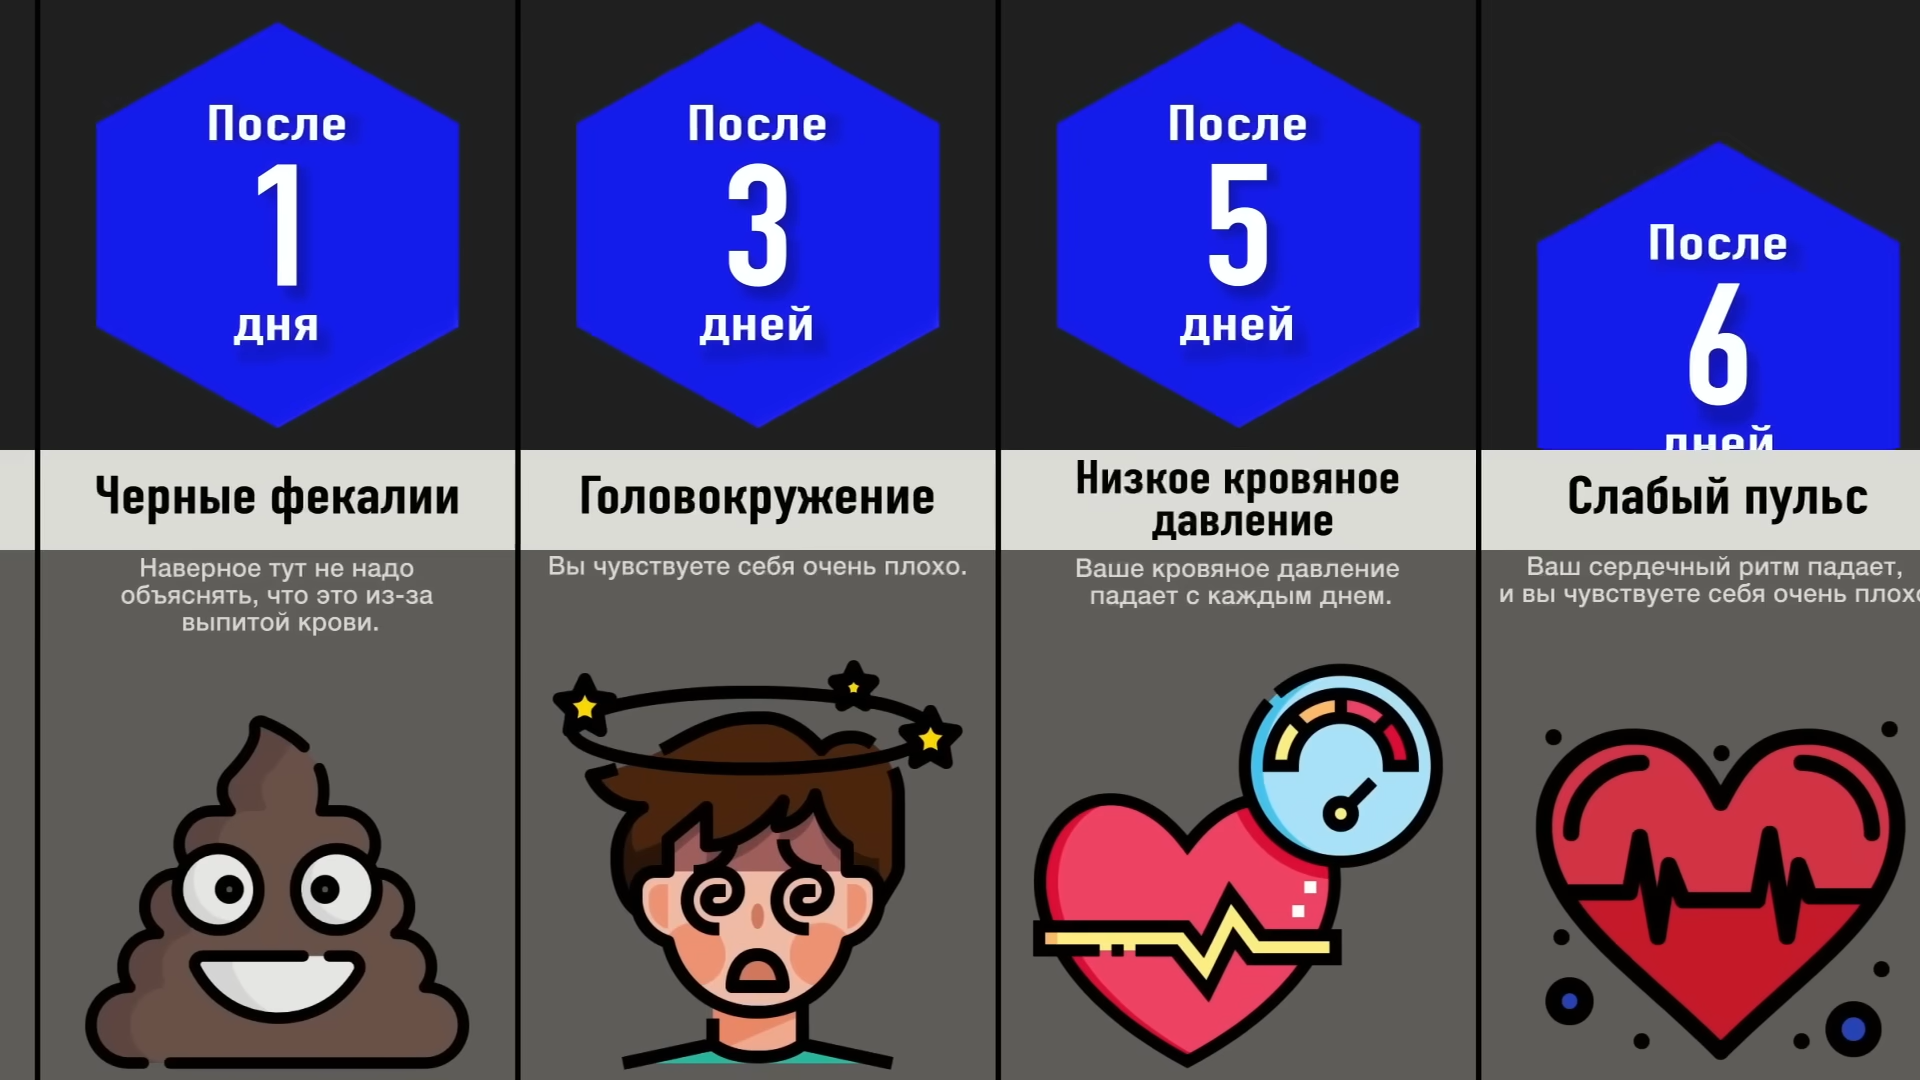 После
1
дня
Черные фекалии
Наверное тут не надо
объяснять, что это из-за
выпитой крови.
После
3
дней
Головокружение
Вы чувствуете себя очень плохо.
После
5
дней
Низкое кровяное
давление
Ваше кровяное давление
падает с каждым днем.
После
6
дней
Слабый пульс
Ваш сердечный ритм падает,
и вы чувствуете себя очень плохо